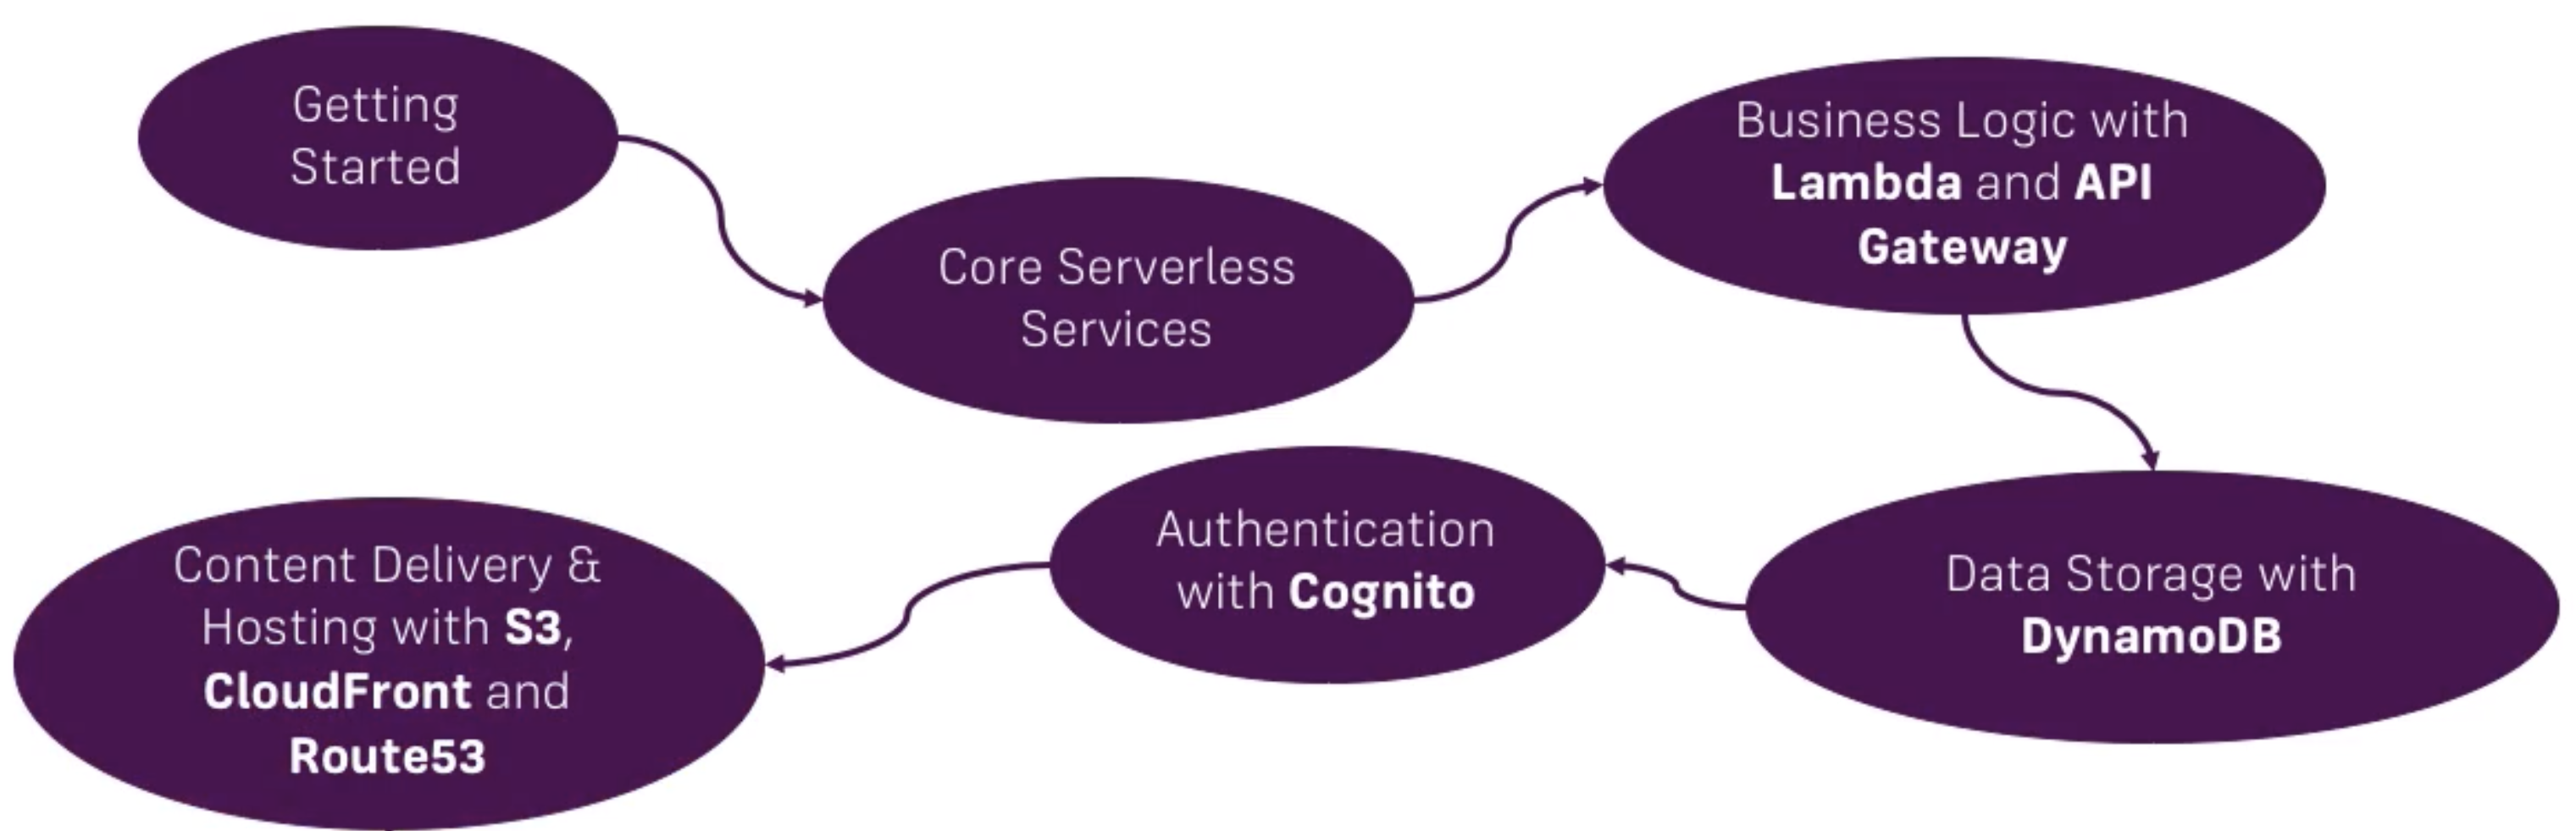 Getting
Started
Core Serverless
Services
Business Logic with
Lambda and API
Gateway
Data Storage with
DynamoDB
Authentication
with Cognito
Content Delivery &
Hosting with S3,
CloudFront and
Route53